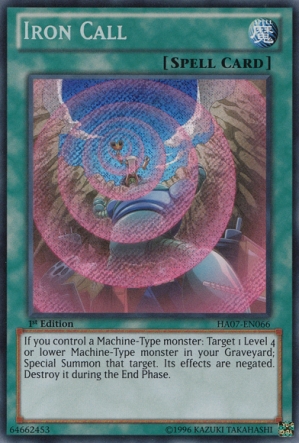 IRON CALL
魔
[SPELL CARD]
1st Edition
HA07-EN066
If you control a Machine-Type monster: Target 1 Level 4
or lower Machine-Type monster in your Graveyard;
Special Summon that target. Its effects are negated.
Destroy it during the End Phase.
64662453
©1996 KAZUKI TAKAHASHI